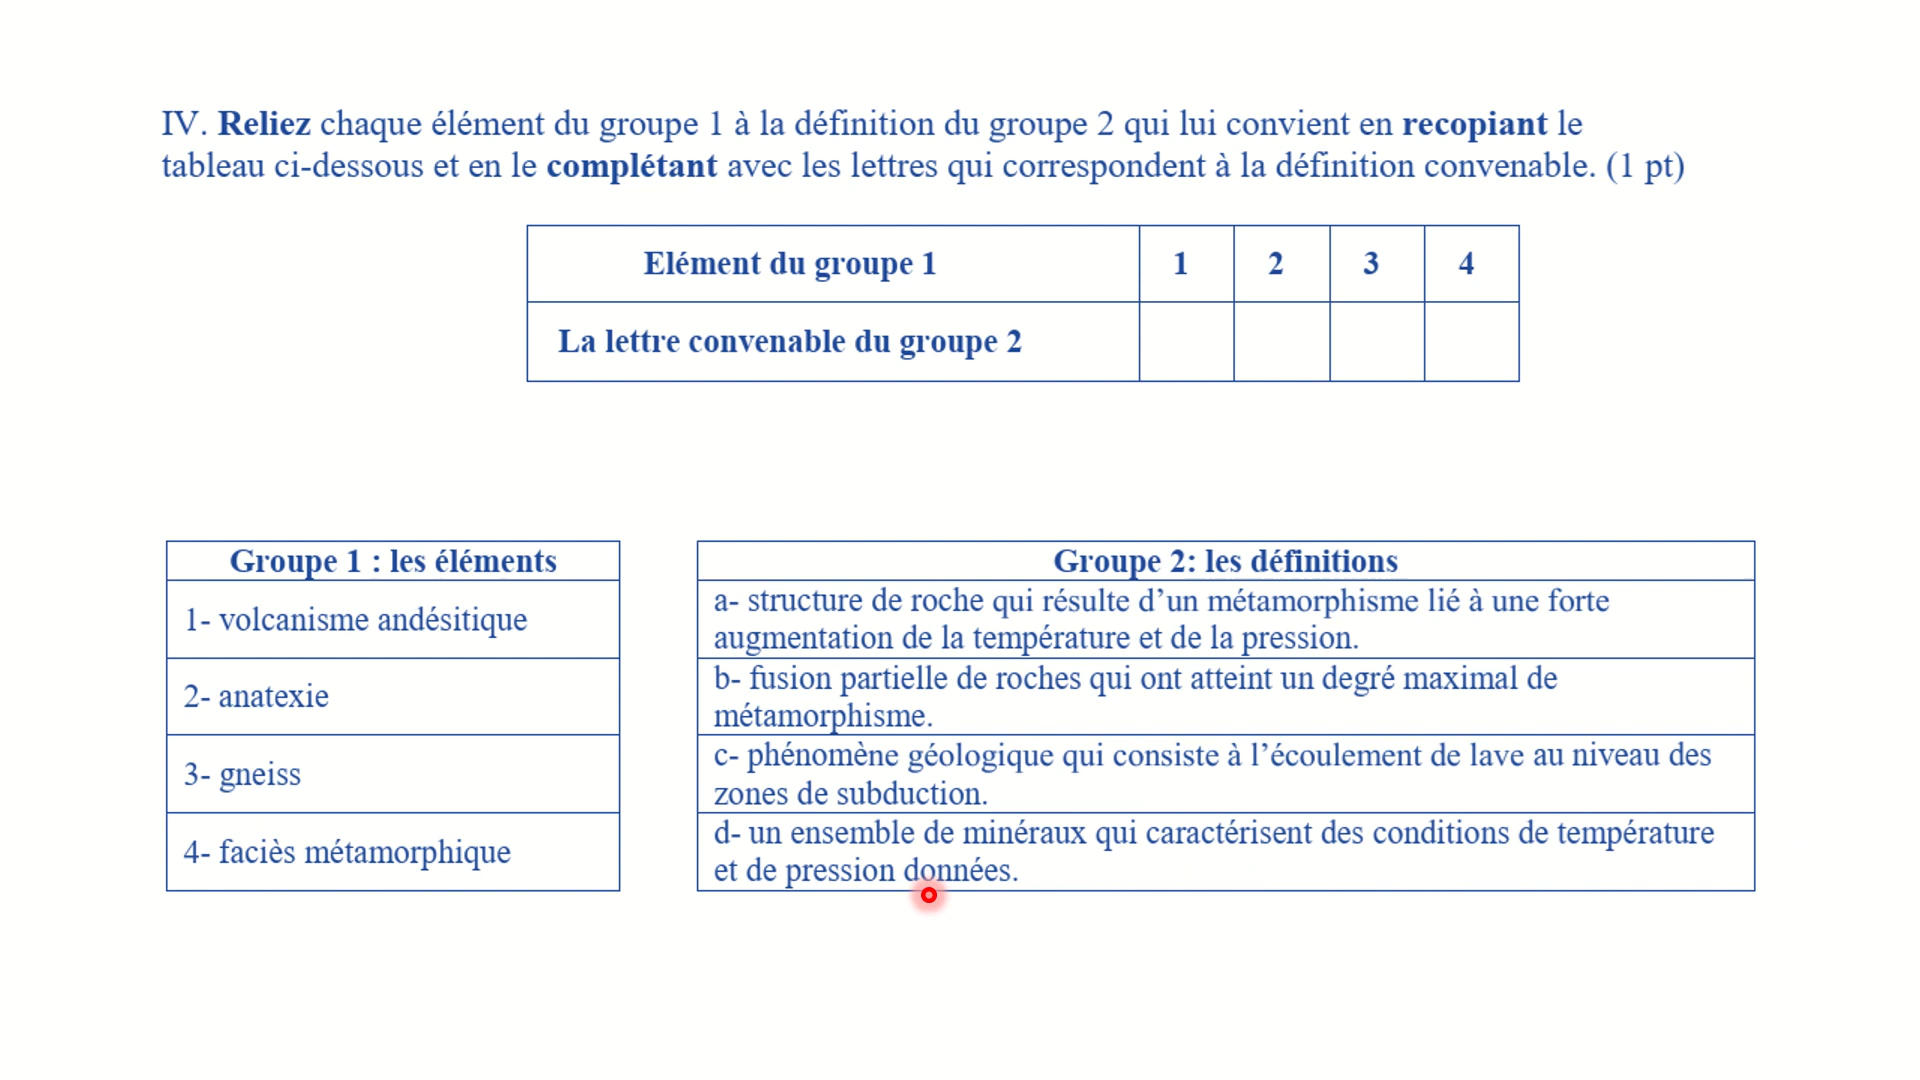 IV. Reliez chaque élément du groupe 1 à la définition du groupe 2 qui lui convient en recopiant le
tableau ci-dessous et en le complétant avec les lettres qui correspondent à la définition convenable. (1 pt)
Elément du groupe 1 1 2 3 4
La lettre convenable du groupe 2
Groupe 1 : les éléments
1- volcanisme andésitique
2- anatexie
3- gneiss
4- faciès métamorphique
Groupe 2: les définitions
a- structure de roche qui résulte d’un métamorphisme lié à une forte
augmentation de la température et de la pression.
b- fusion partielle de roches qui ont atteint un degré maximal de
métamorphisme.
c- phénomène géologique qui consiste à l’écoulement de lave au niveau des
zones de subduction.
d- un ensemble de minéraux qui caractérisent des conditions de température
et de pression données.